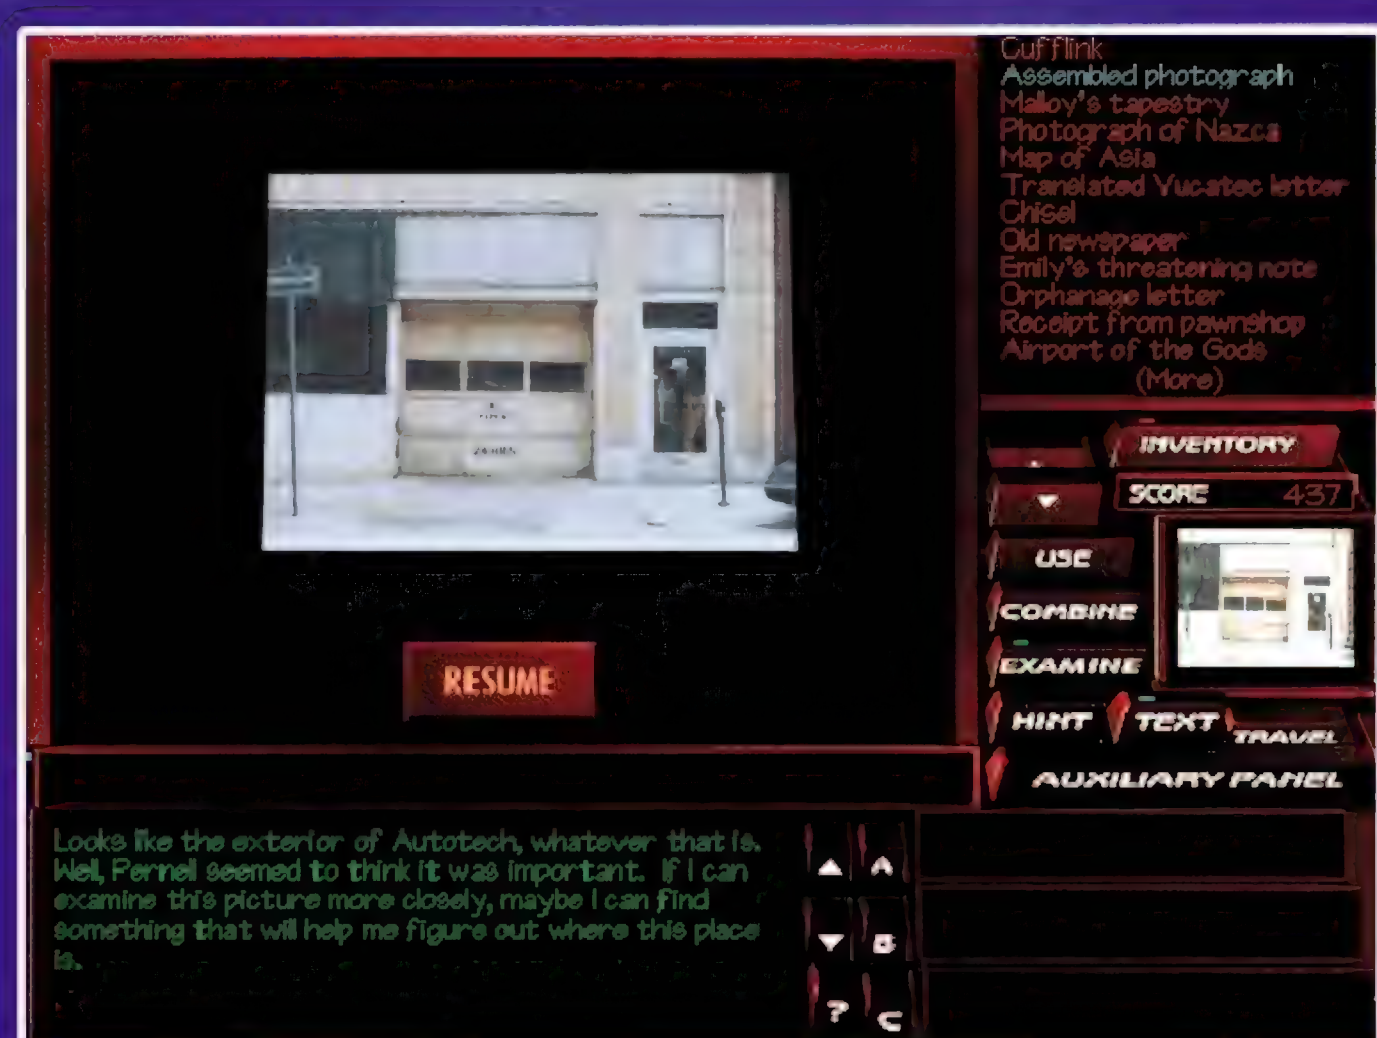 Cufflink
Assembled photograph
Malloy's tapestry
Photograph of Nazca
Map of Asia
Translated Yucatec letter
Chisel
Old newspaper
Emily's threatening note
Orphanage letter
Receipt from pawnshop
Airport of the Gods
(More)
INVENTORY
SCORE 437
USE
COMBINE
EXAMINE
HINT TEXT TRAVEL
AUXILIARY PANEL
RESUME
Looks like the exterior of Autotech, whatever that is.
Well, Pernell seemed to think it was important. If I can
examine this picture more closely, maybe I can find
something that will help me figure out where this place
is.
A
B
? C